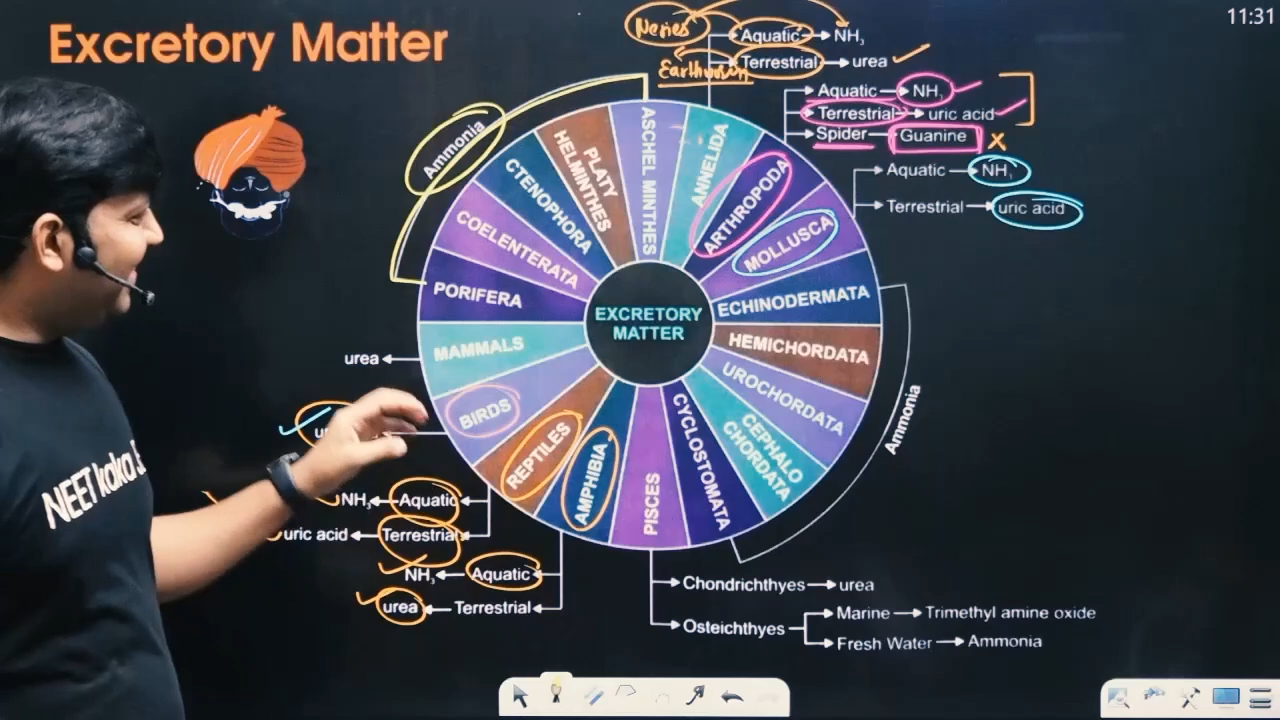 Excretory Matter
11:31
Nereis
Aquatic → NH₃
Earthworm
Terrestrial → urea
Aquatic → NH₃
Terrestrial → uric acid
Spider → Guanine X
Aquatic → NH₃
Terrestrial → uric acid
Ammonia
PLATY HELMINTHES
ASCHEL MINTHES
ANNELIDA
ARTHROPODA
MOLLUSCA
ECHINODERMATA
HEMICHORDATA
UROCHORDATA
CEPHALO CHORDATA
CYCLOSTOMATA
PISCES
AMPHIBIA
REPTILES
BIRDS
MAMMALS
PORIFERA
COELENTERATA
CTENOPHORA
EXCRETORY
MATTER
Ammonia
urea
NH₃ ← Aquatic
uric acid ← Terrestrial
NH₃ ← Aquatic
urea ← Terrestrial
Chondrichthyes → urea
Osteichthyes
Marine → Trimethyl amine oxide
Fresh Water → Ammonia
NEET kaka